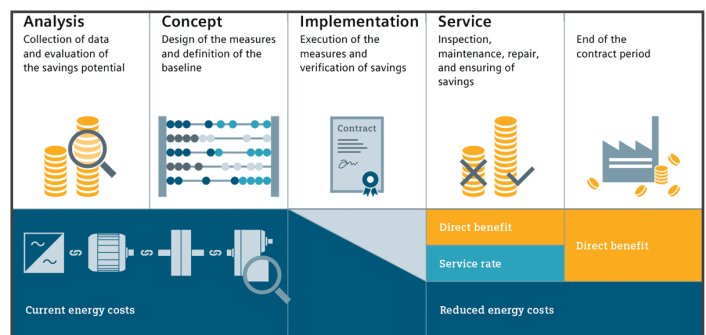 Analysis
Collection of data
and evaluation of
the savings potential
Concept
Design of the measures
and definition of the
baseline
Implementation
Execution of the
measures and
verification of savings
Service
Inspection,
maintenance, repair,
and ensuring of
savings
End of the
contract period
Contract
Direct benefit
Service rate
Direct benefit
Current energy costs
Reduced energy costs